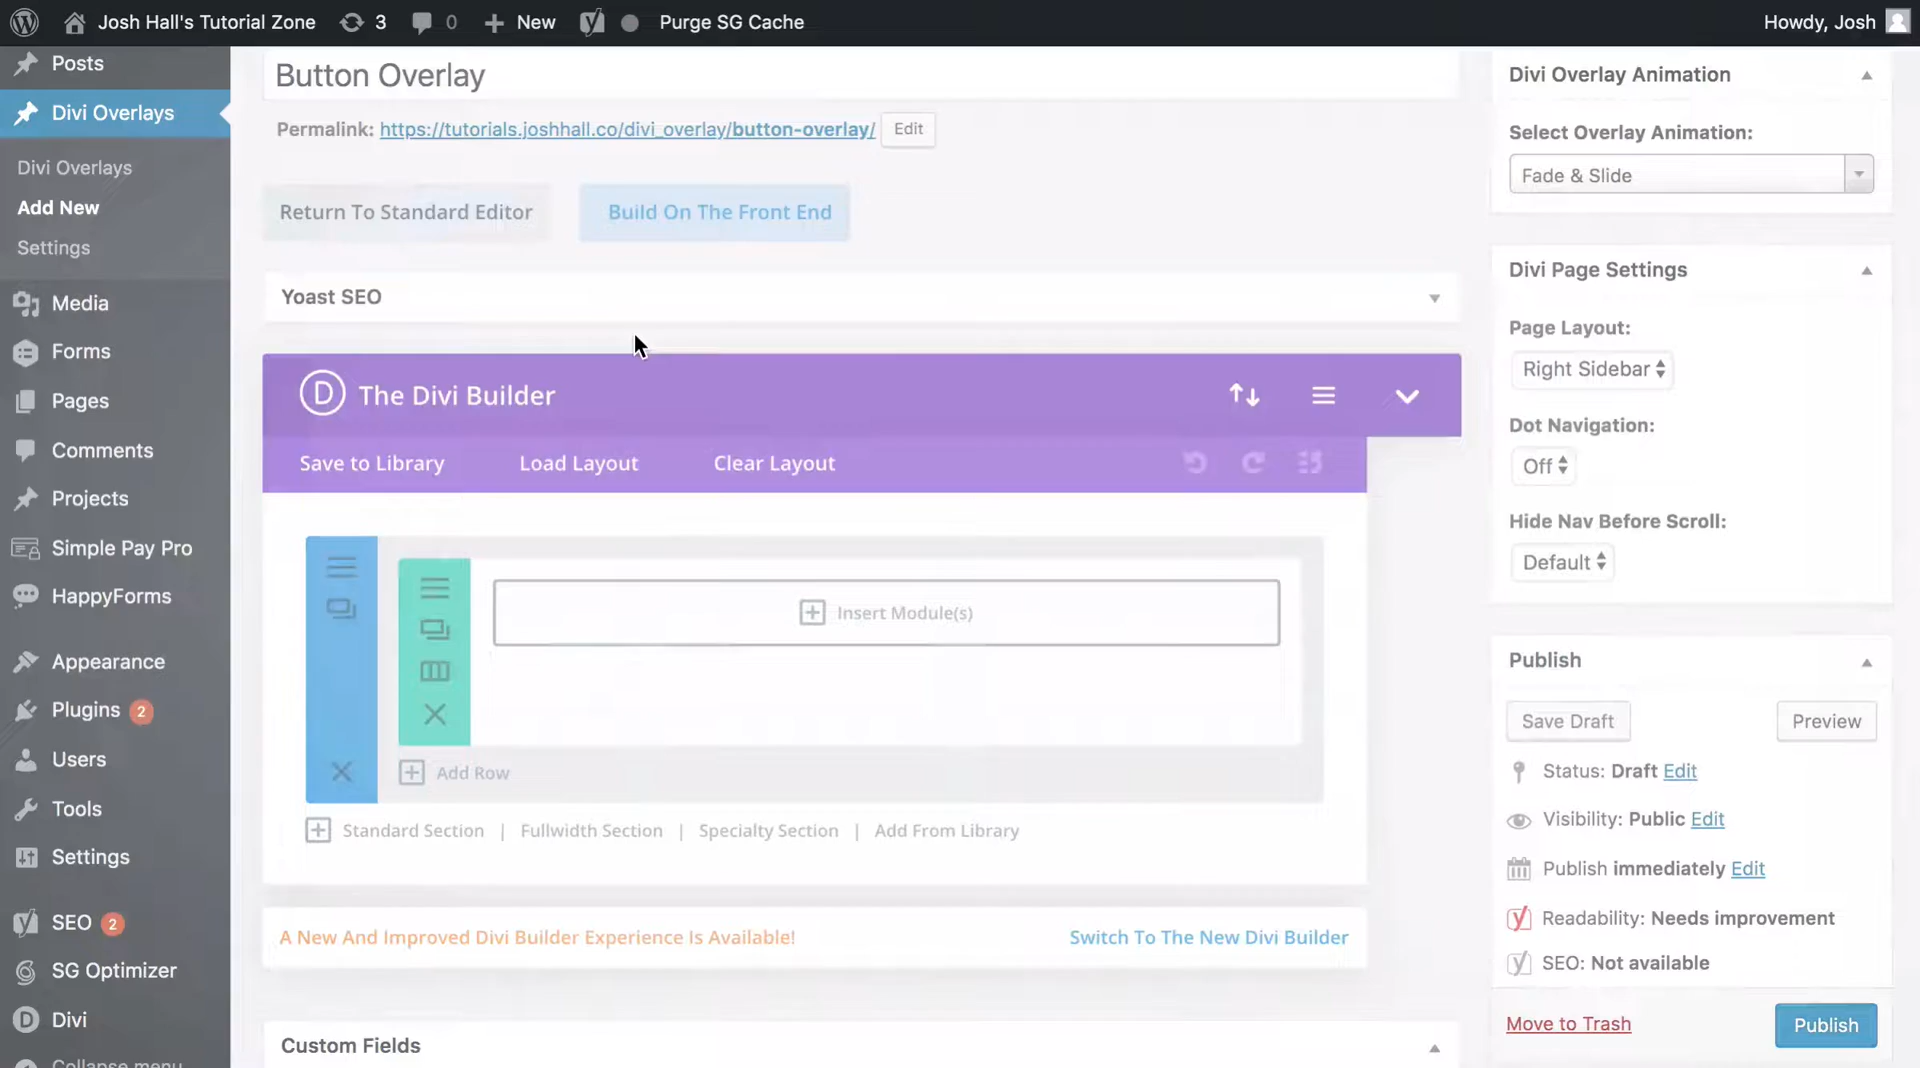 Josh Hall's Tutorial Zone 3 0 New Purge SG Cache Howdy, Josh
Posts
Divi Overlays
Divi Overlays
Add New
Settings
Media
Forms
Pages
Comments
Projects
Simple Pay Pro
HappyForms
Appearance
Plugins 2
Users
Tools
Settings
SEO 2
SG Optimizer
Divi
Collapse menu
Button Overlay
Permalink: https://tutorials.joshhall.co/divi_overlay/button-overlay/ Edit
Return To Standard Editor Build On The Front End
Yoast SEO
D The Divi Builder
Save to Library Load Layout Clear Layout
Insert Module(s)
Add Row
Standard Section | Fullwidth Section | Specialty Section | Add From Library
A New And Improved Divi Builder Experience Is Available! Switch To The New Divi Builder
Custom Fields
Divi Overlay Animation
Select Overlay Animation:
Fade & Slide
Divi Page Settings
Page Layout:
Right Sidebar
Dot Navigation:
Off
Hide Nav Before Scroll:
Default
Publish
Save Draft Preview
Status: Draft Edit
Visibility: Public Edit
Publish immediately Edit
Readability: Needs improvement
SEO: Not available
Move to Trash Publish